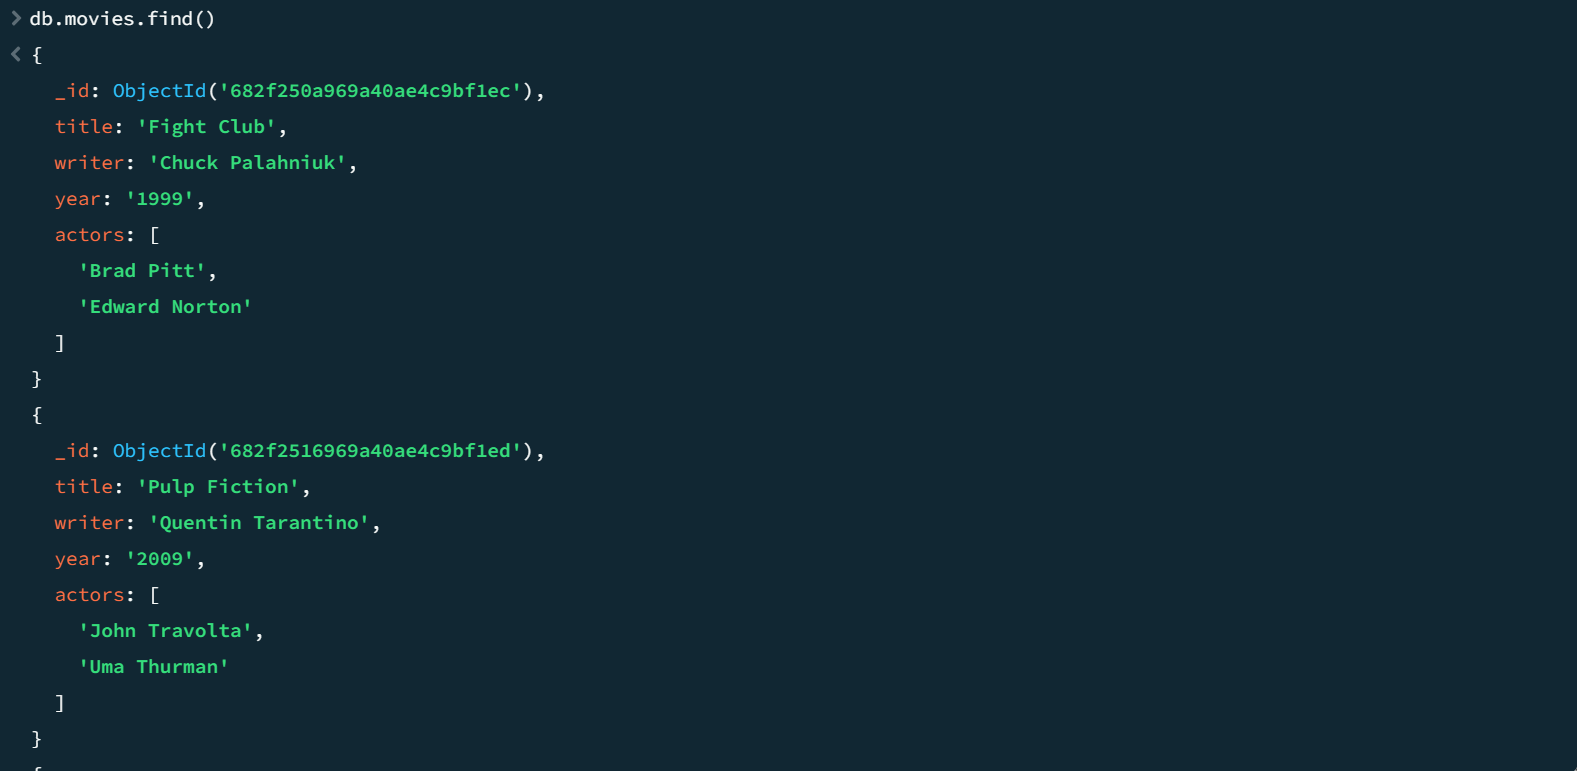 > db.movies.find()
< {
_id: ObjectId('682f250a969a40ae4c9bf1ec'),
title: 'Fight Club',
writer: 'Chuck Palahniuk',
year: '1999',
actors: [
'Brad Pitt',
'Edward Norton'
]
}
{
_id: ObjectId('682f2516969a40ae4c9bf1ed'),
title: 'Pulp Fiction',
writer: 'Quentin Tarantino',
year: '2009',
actors: [
'John Travolta',
'Uma Thurman'
]
}
{